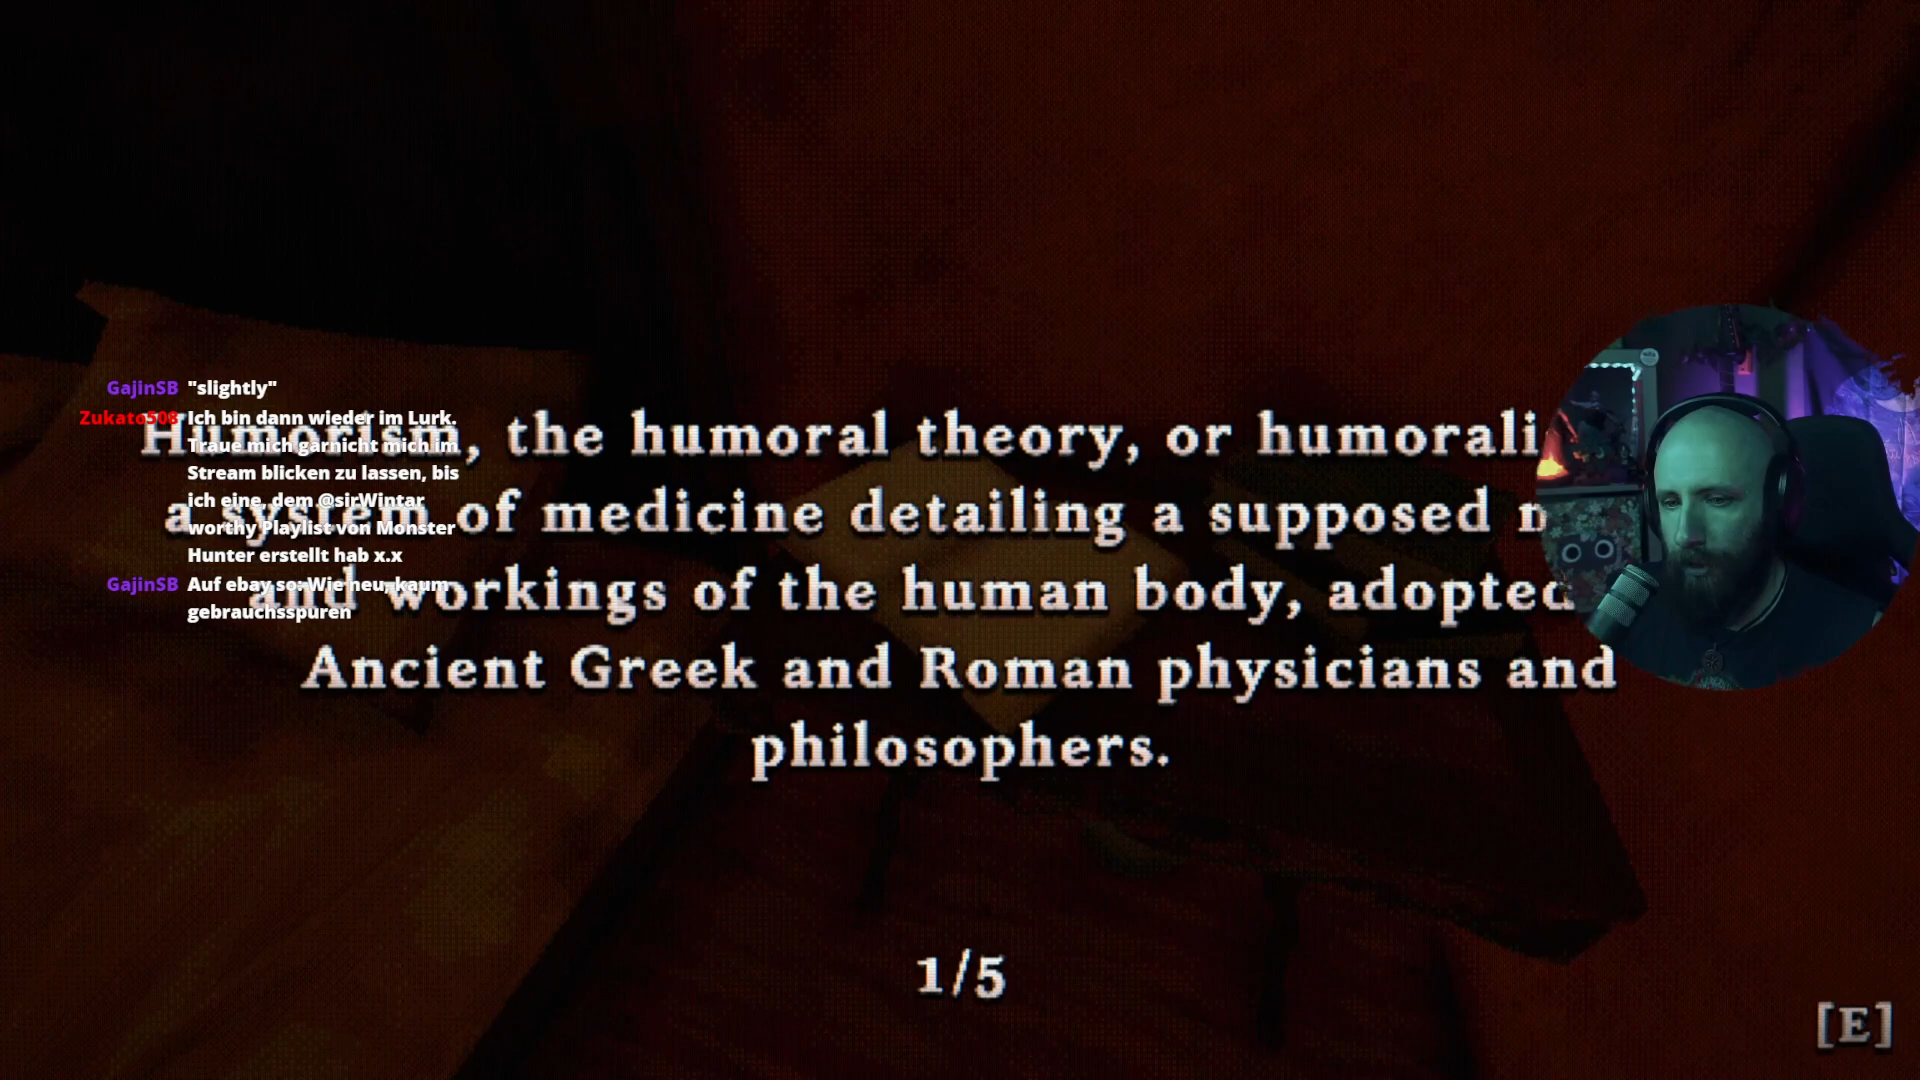 GajinSB "slightly"
Zukato508 Ich bin dann wieder im Lurk.
Traue mich garnicht mich im
Stream blicken zu lassen, bis
ich eine, dem @sirWintar
worthy Playlist von Monster
Hunter erstellt hab x.x
GajinSB Auf ebay so: Wie neu, kaum
gebrauchsspuren
Humorism, the humoral theory, or humorali
a system of medicine detailing a supposed
and workings of the human body, adopted
Ancient Greek and Roman physicians and
philosophers.
1/5
[E]